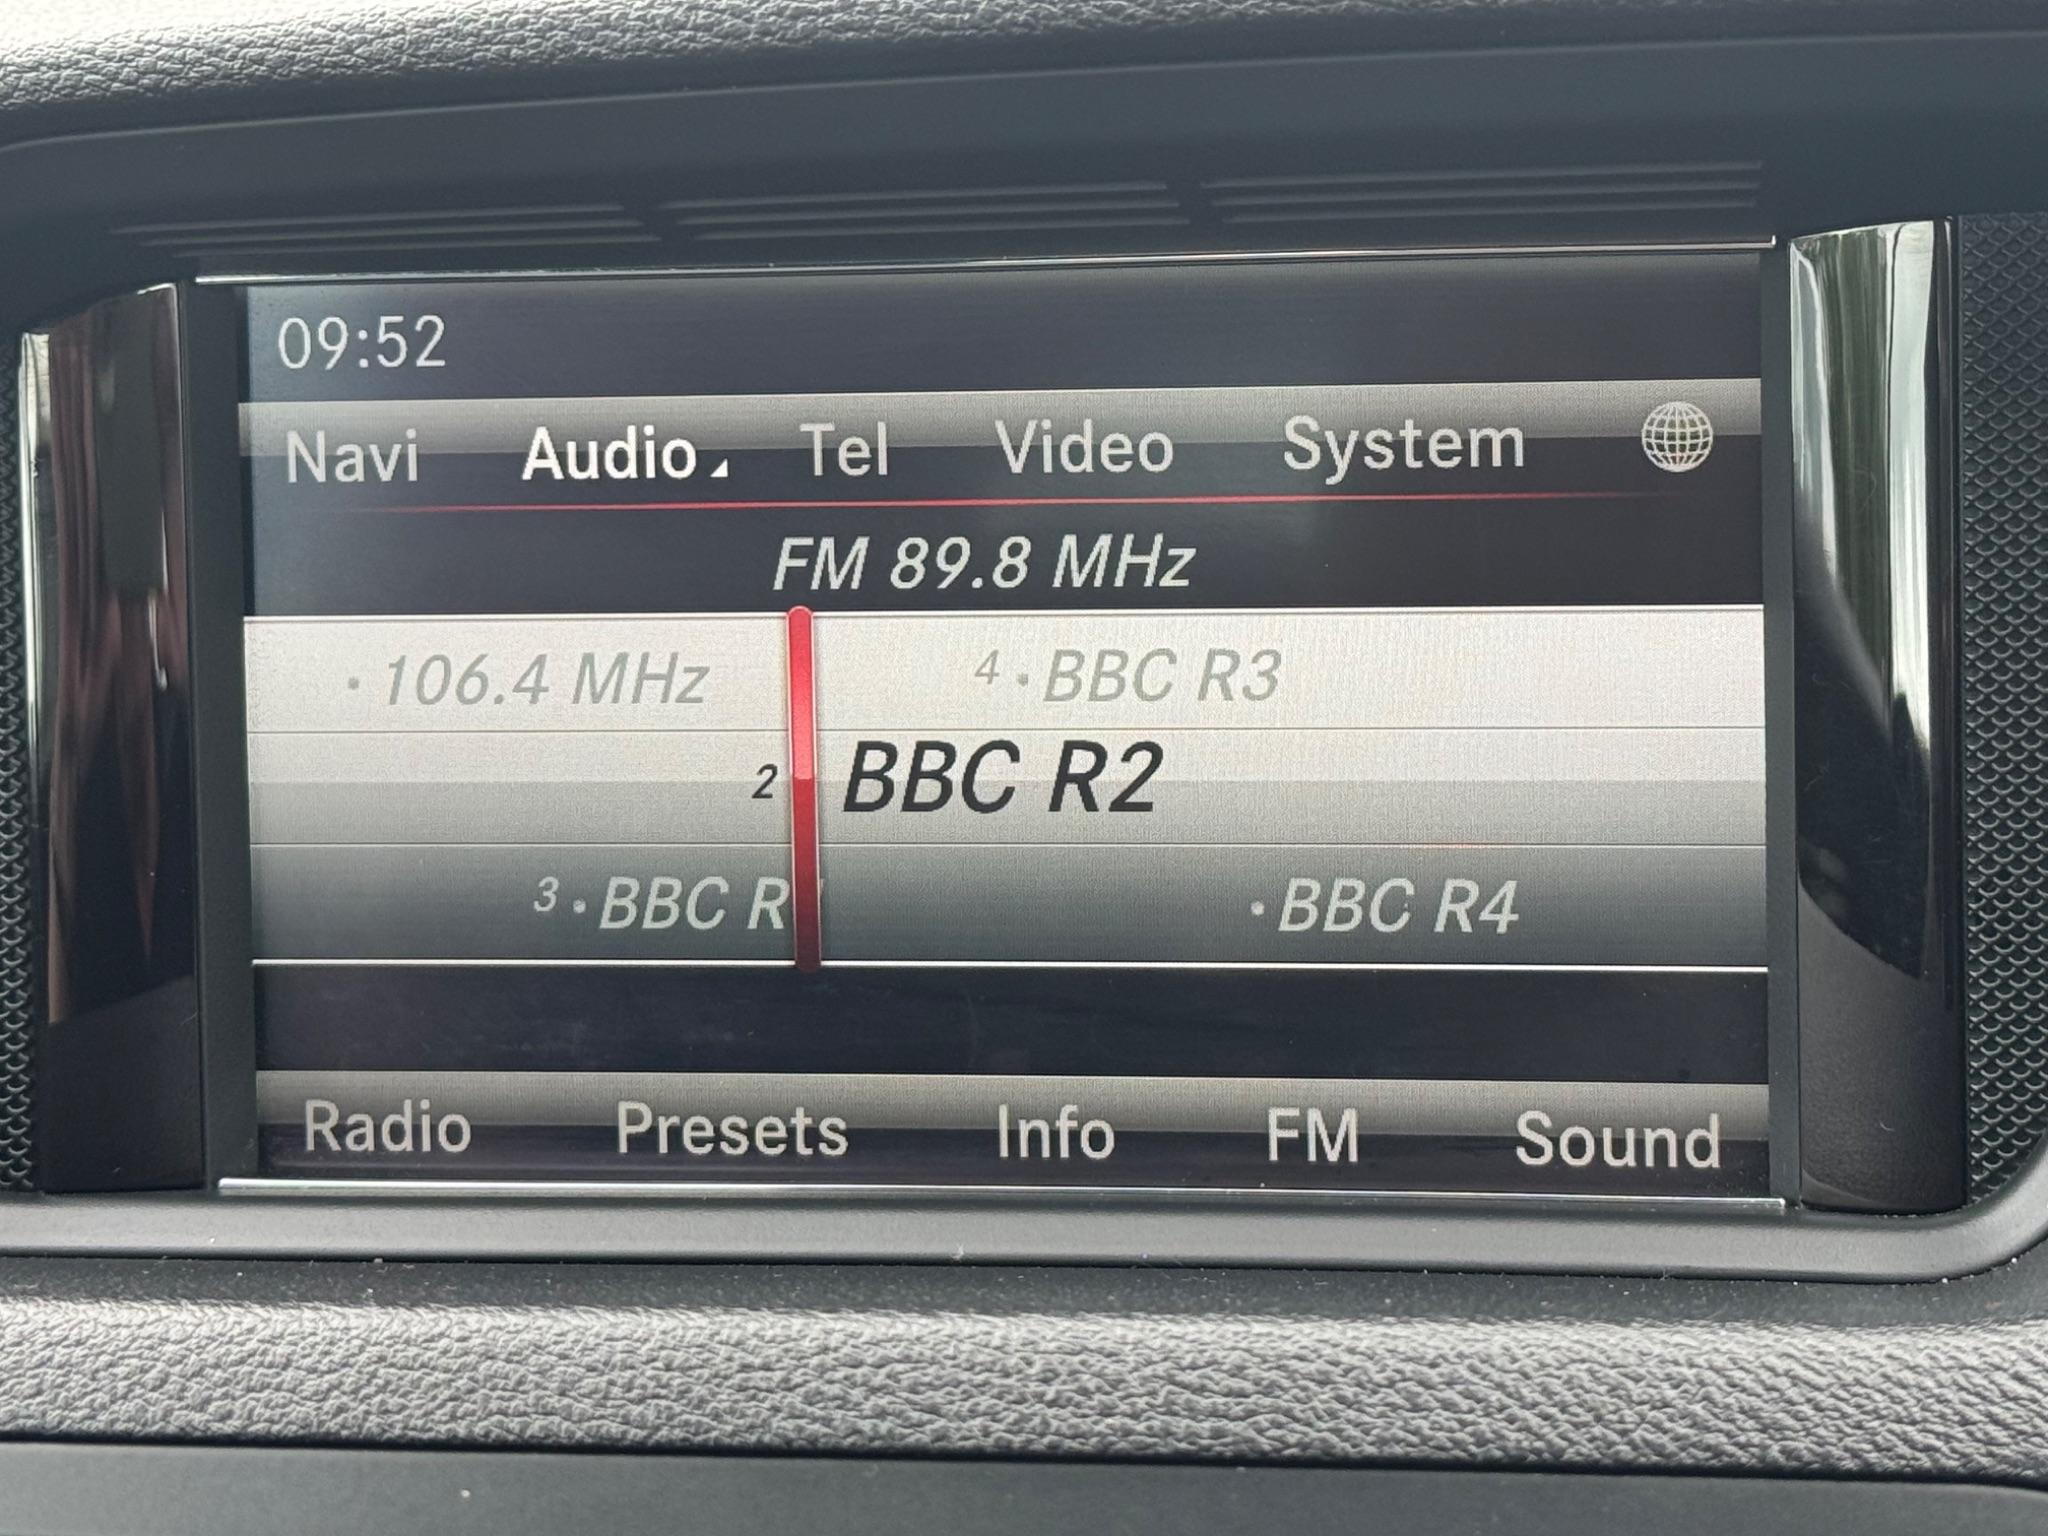 09:52
Navi Audio Tel Video System
FM 89.8 MHz
· 106.4 MHz 4 · BBC R3
2 BBC R2
3 · BBC R · BBC R4
Radio Presets Info FM Sound